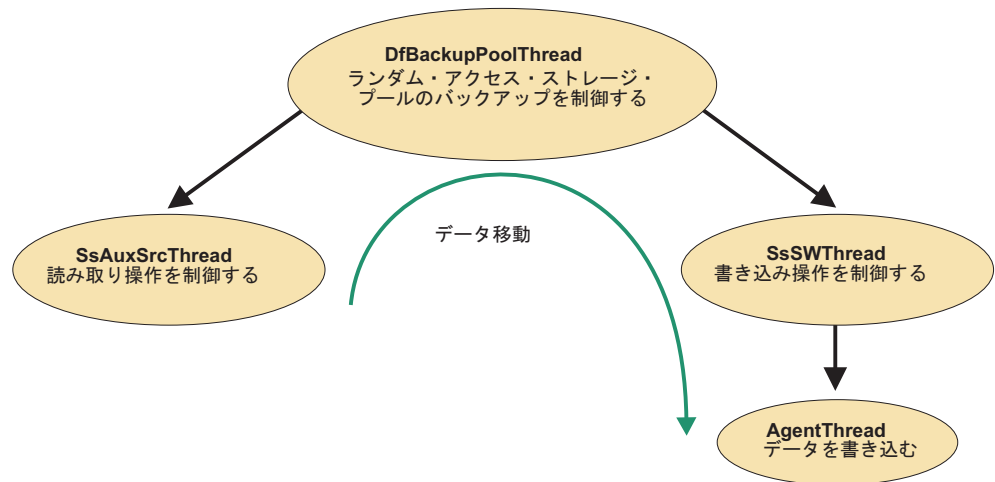 DfBackupPoolThread
ランダム・アクセス・ストレージ・
プールのバックアップを制御する
データ移動
SsAuxSrcThread
読み取り操作を制御する
SsSWThread
書き込み操作を制御する
AgentThread
データを書き込む